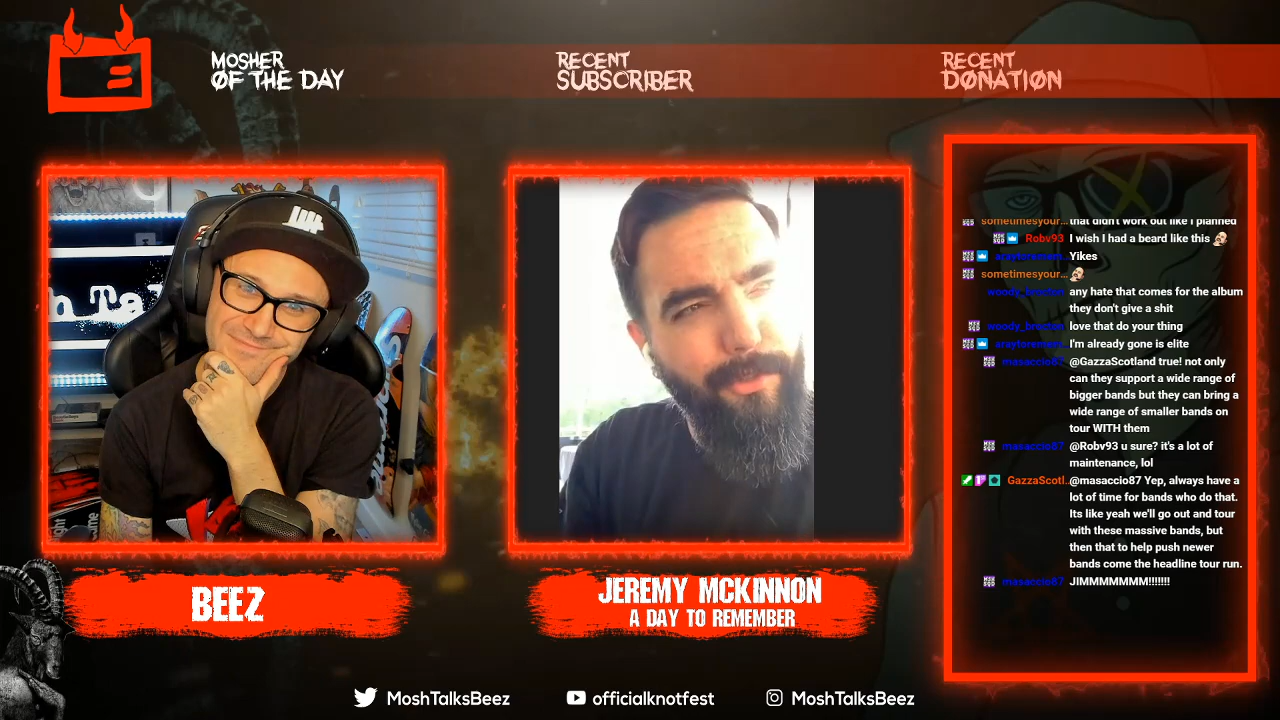 MOSHER
OF THE DAY
RECENT
SUBSCRIBER
RECENT
DONATION
BEEZ
JEREMY MCKINNON
A DAY TO REMEMBER
sometimesyour... that didn't work out like I planned
Robv93 I wish I had a beard like this
Yikes
sometimesyour...
woody_broxton any hate that comes for the album
they don't give a shit
woody_broxton love that do your thing
I'm already gone is elite
masaccio87 @GazzaScotland true! not only
can they support a wide range of
bigger bands but they can bring a
wide range of smaller bands on
tour WITH them
masaccio87 @Robv93 u sure? it's a lot of
maintenance, lol
GazzaScotl... @masaccio87 Yep, always have a
lot of time for bands who do that.
Its like yeah we'll go out and tour
with these massive bands, but
then that to help push newer
bands come the headline tour run.
masaccio87 JIMMMMMMM!!!!!!!
MoshTalksBeez
officialknotfest
MoshTalksBeez